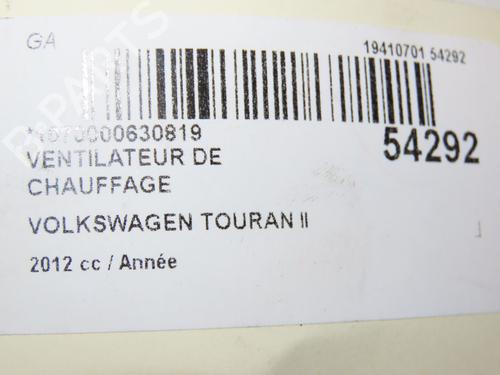 GA
19410701 54292
54292
VENTILATEUR DE
CHAUFFAGE
VOLKSWAGEN TOURAN II
2012 cc / Année